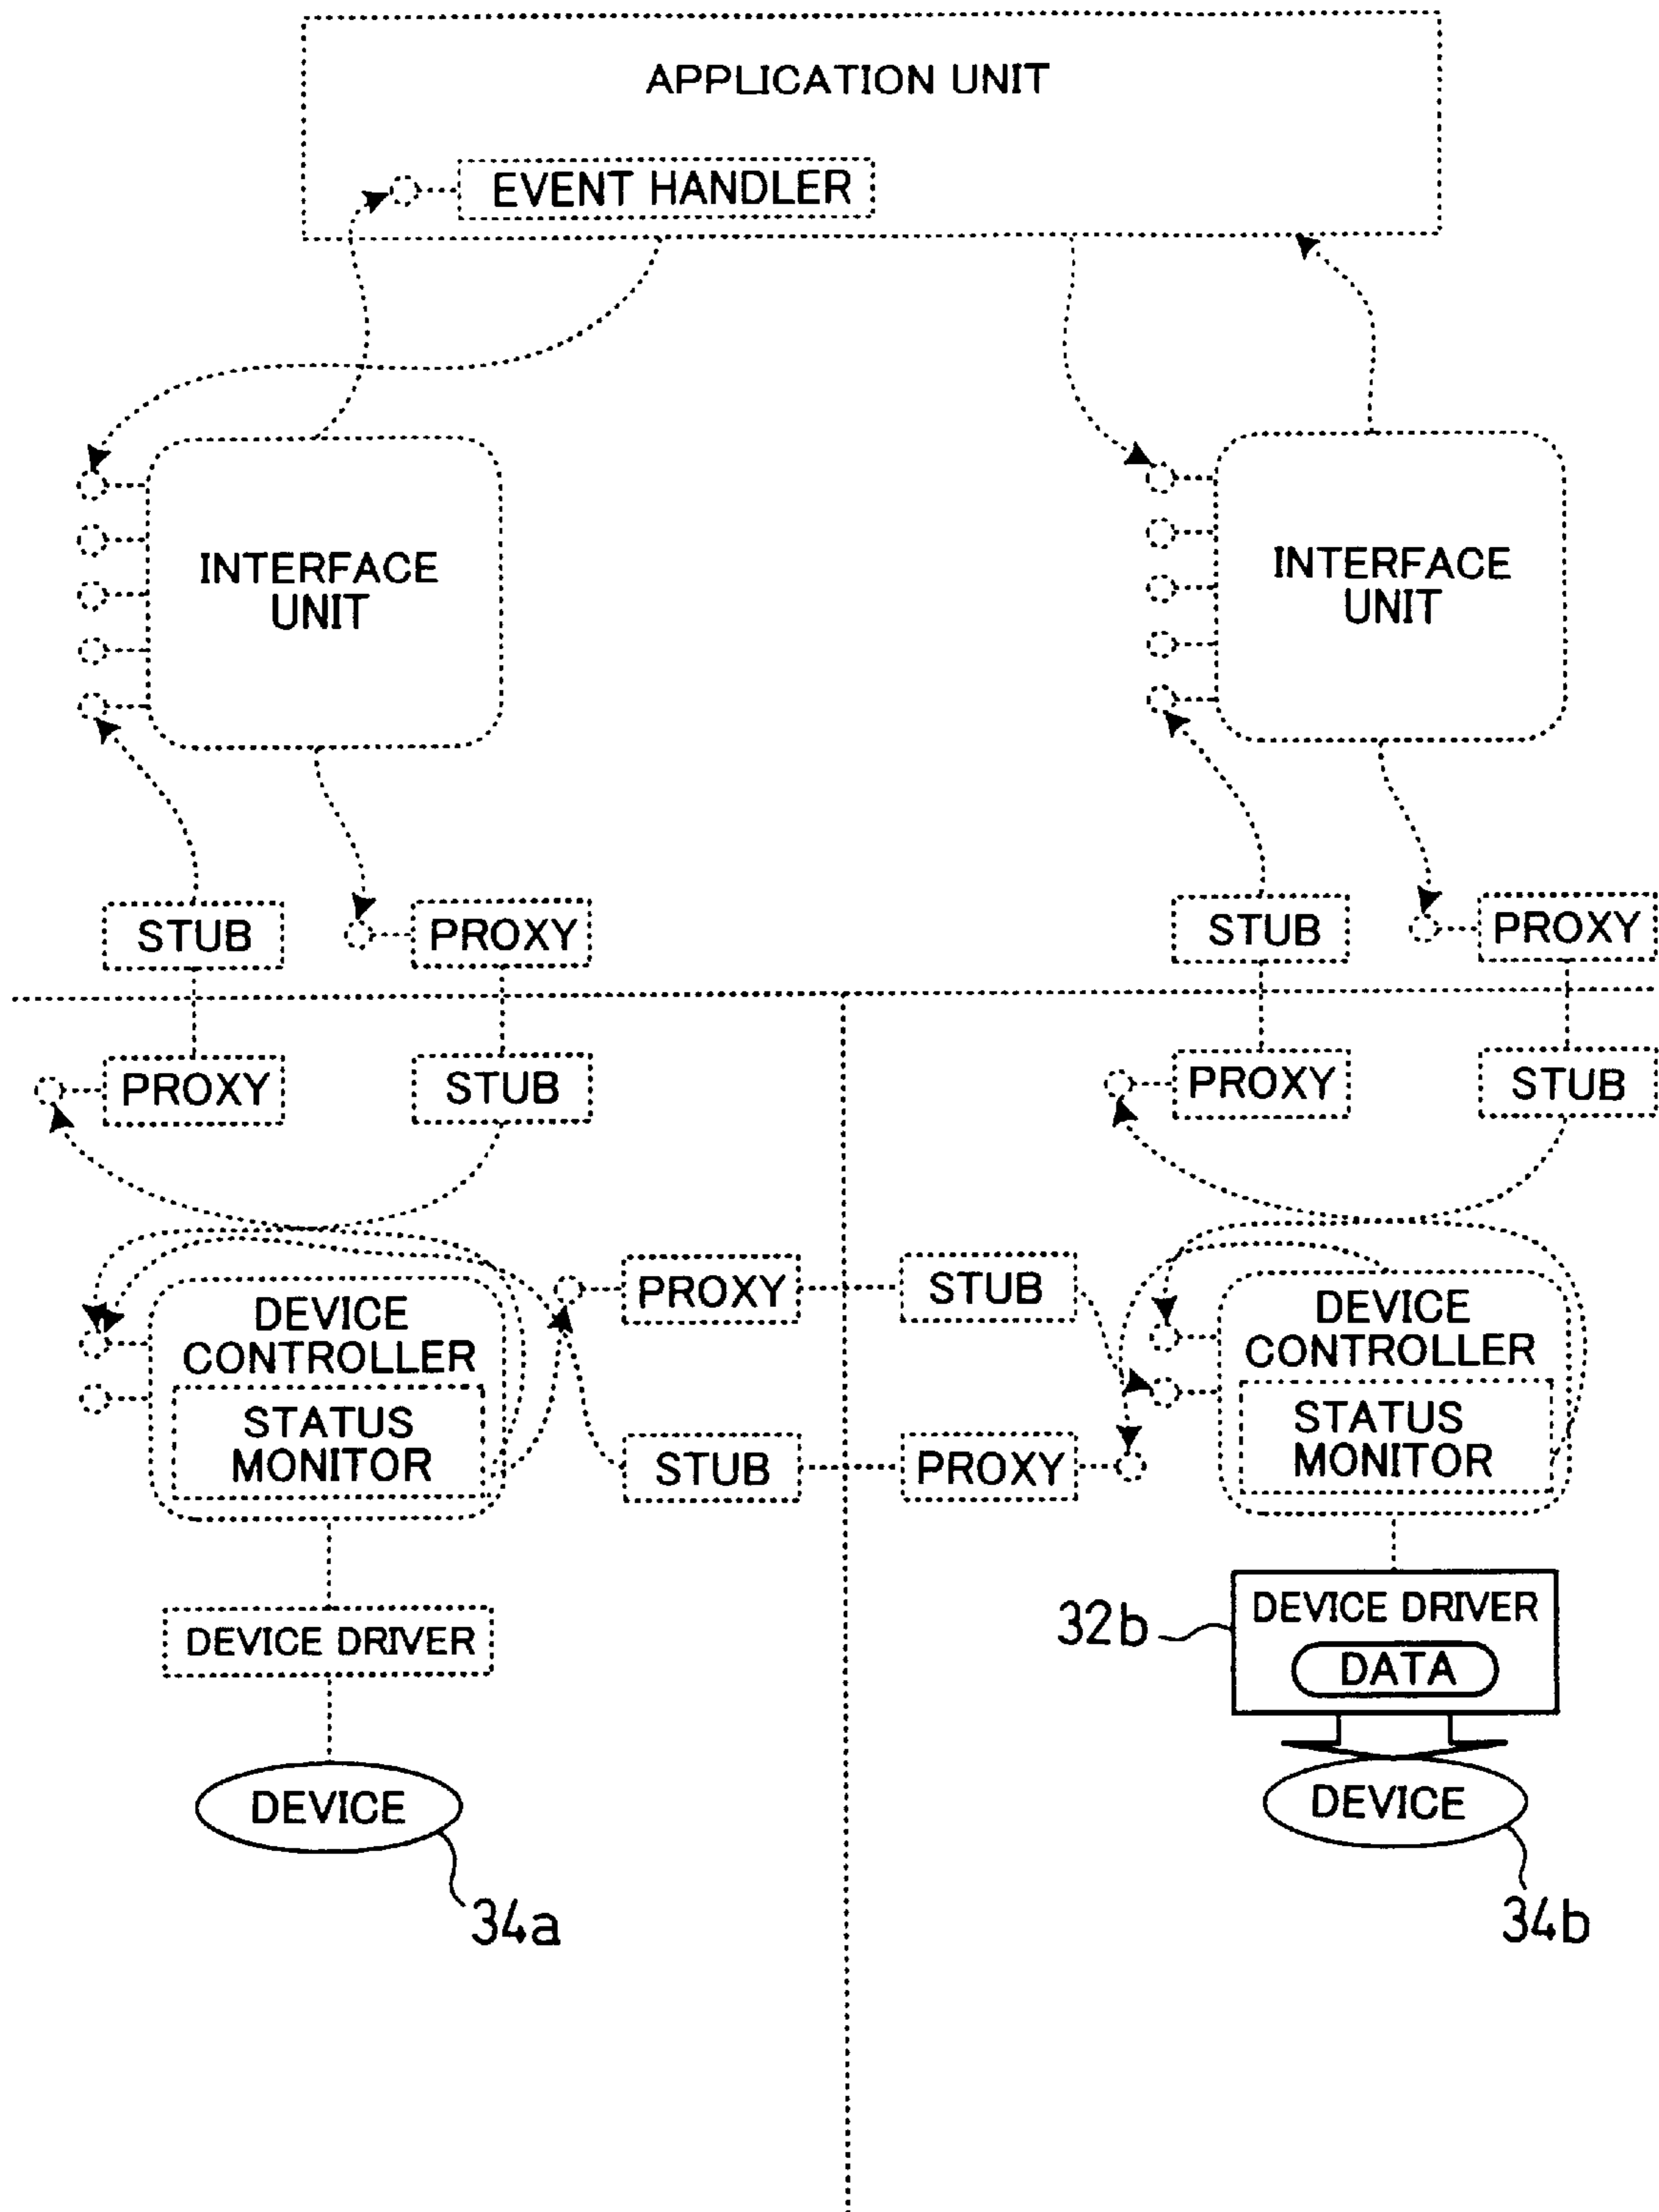 APPLICATION UNIT
EVENT HANDLER
INTERFACE
UNIT
INTERFACE
UNIT
STUB
PROXY
STUB
PROXY
PROXY
STUB
PROXY
STUB
DEVICE
CONTROLLER
STATUS
MONITOR
PROXY
STUB
STUB
PROXY
DEVICE
CONTROLLER
STATUS
MONITOR
DEVICE DRIVER
32b
DEVICE DRIVER
DATA
DEVICE
DEVICE
34a
34b